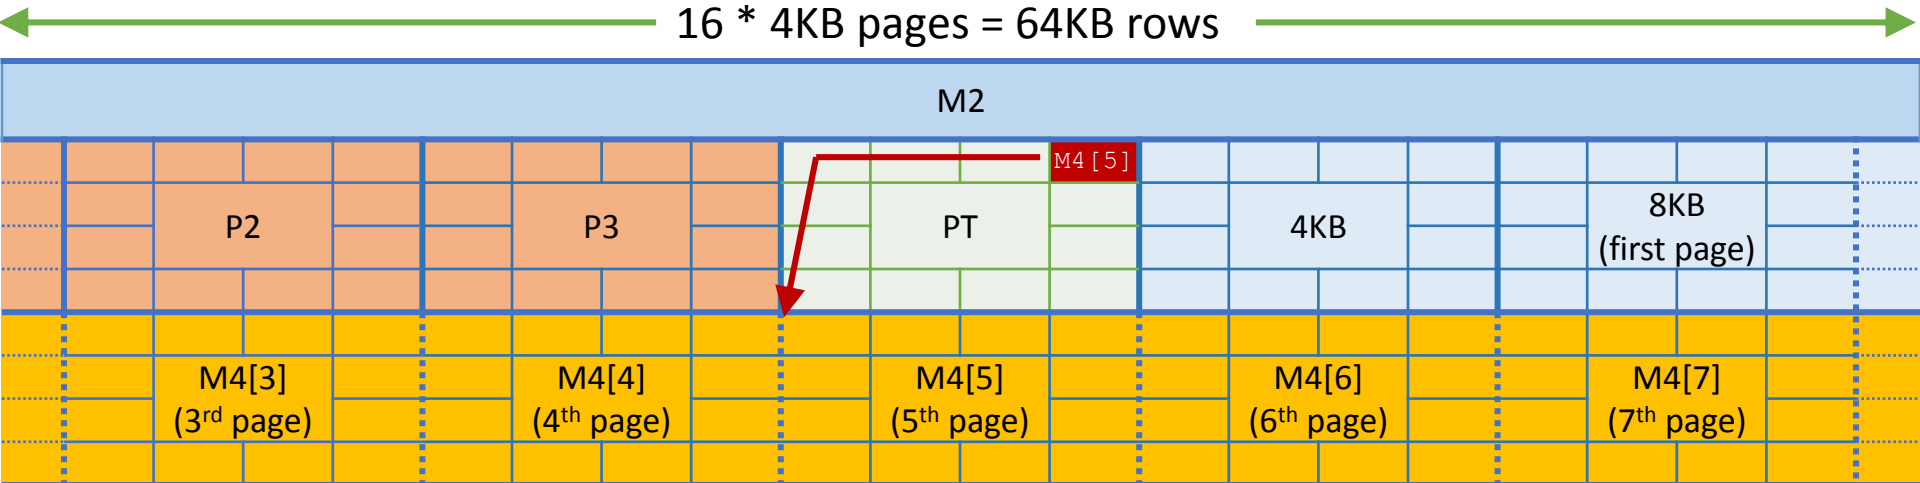 16 * 4KB pages = 64KB rows
M2
M4[5]
P2
P3
PT
4KB
8KB
(first page)
M4[3]
(3rd page)
M4[4]
(4th page)
M4[5]
(5th page)
M4[6]
(6th page)
M4[7]
(7th page)